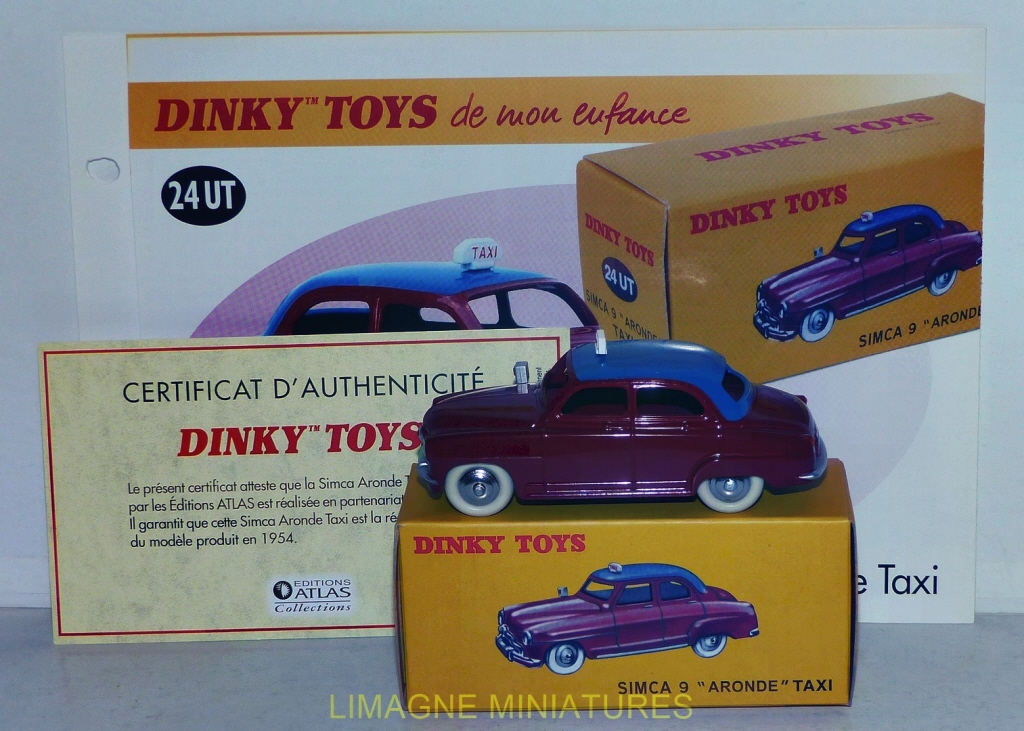 DINKY™ TOYS de mon enfance
24 UT
TAXI
DINKY TOYS
DINKY TOYS
DINKY TOYS
24 UT
SIMCA 9 "ARONDE"
TAXI
SIMCA 9 "ARONDE
CERTIFICAT D'AUTHENTICITÉ
DINKY™ TOYS
Le présent certificat atteste que la Simca Aronde T
par les Éditions ATLAS est réalisée en partenariat
Il garantit que cette Simca Aronde Taxi est la ré
du modèle produit en 1954.
EDITIONS
ATLAS
Collections
DINKY TOYS
SIMCA 9 "ARONDE" TAXI
e Taxi
LIMAGNE MINIATURES